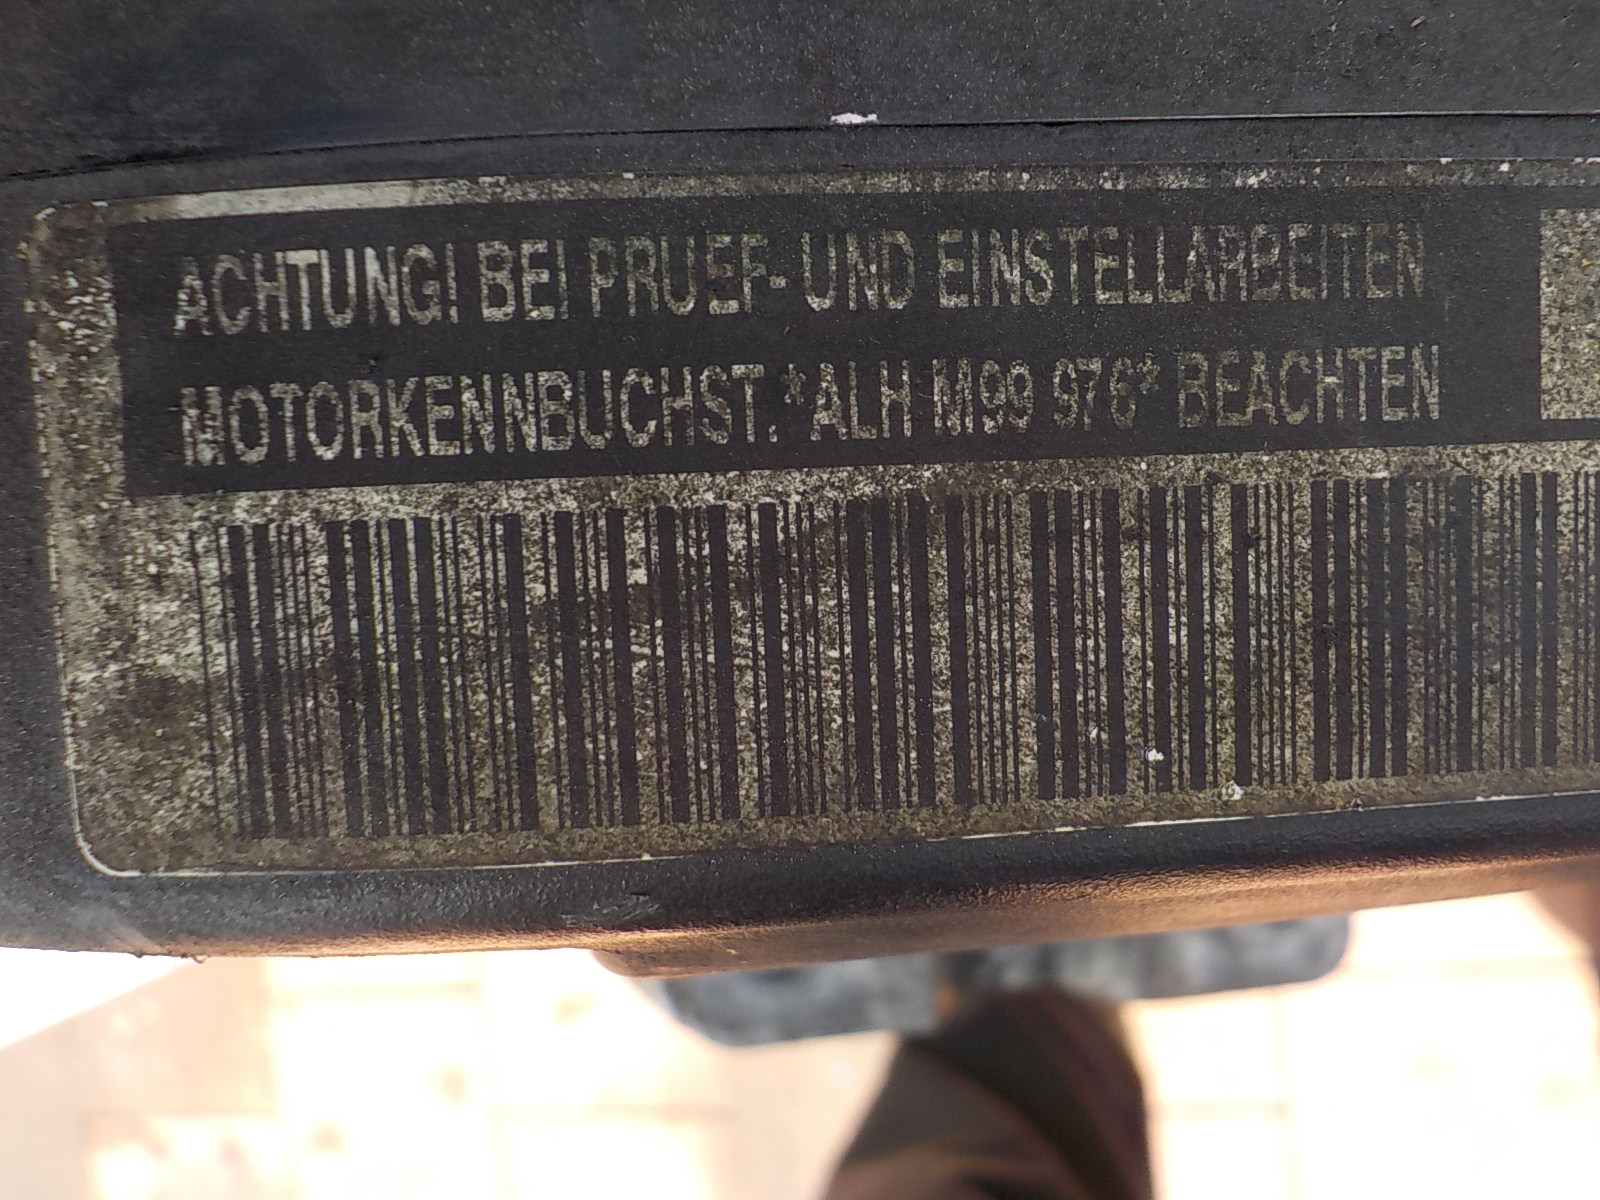 ACHTUNG! BEI PRUEF- UND EINSTELLARBEITEN
MOTORKENNBUCHST. *ALH M99 976* BEACHTEN